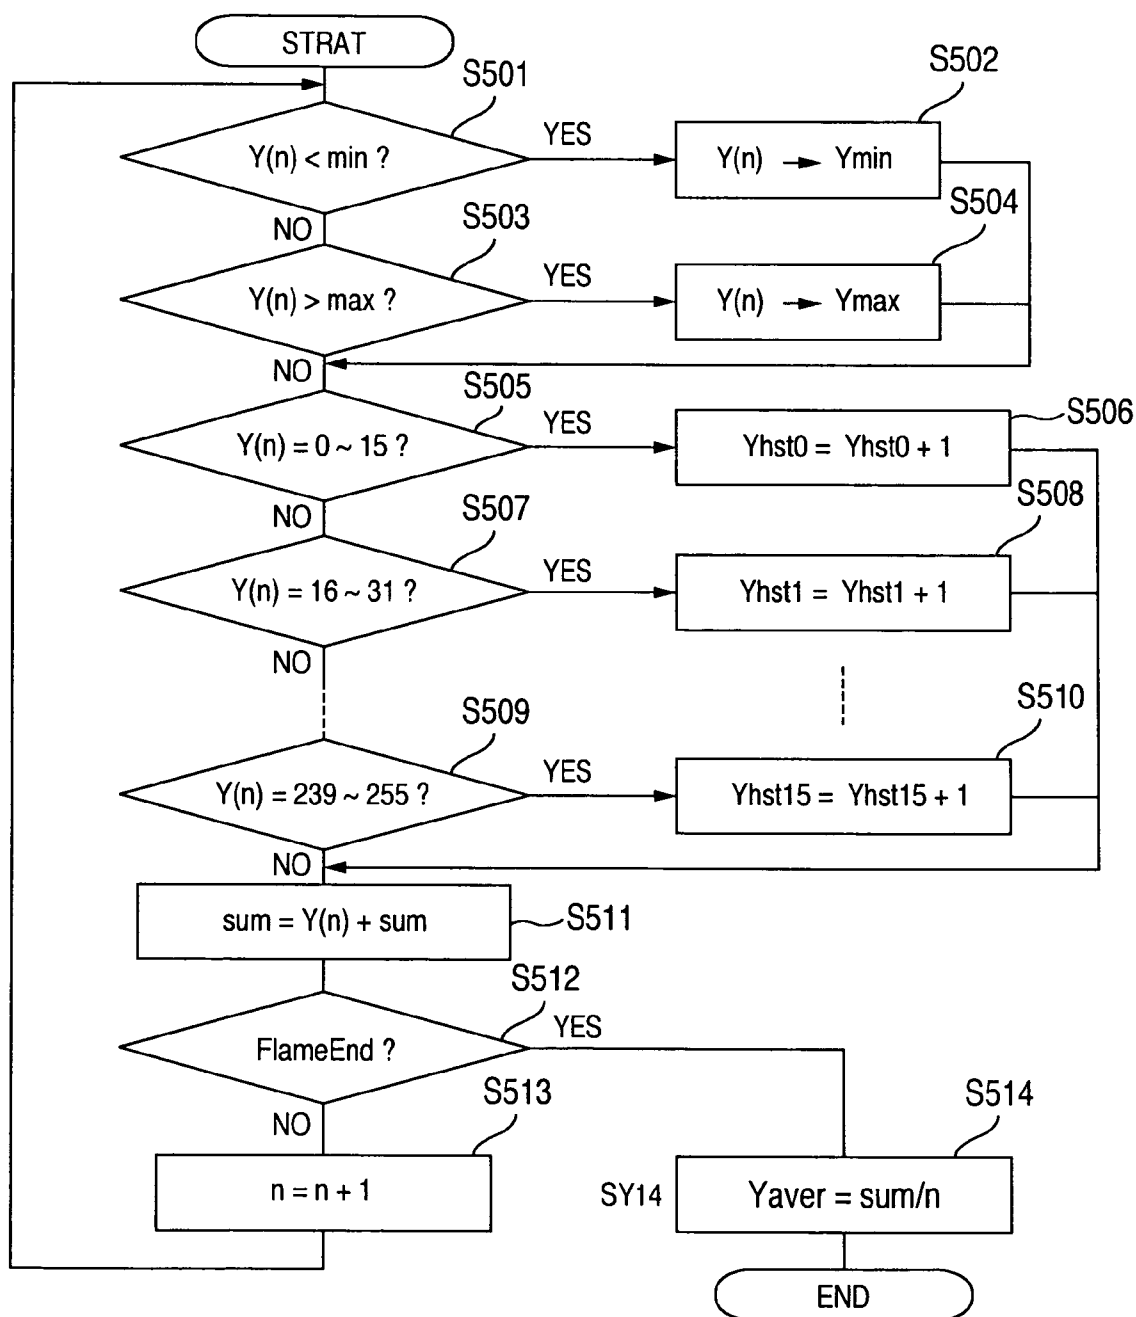 STRAT
S501
S502
Y(n) < min ?
YES
Y(n) → Ymin
NO
S503
S504
Y(n) > max ?
YES
Y(n) → Ymax
NO
S505
S506
Y(n) = 0 ~ 15 ?
YES
Yhst0 = Yhst0 + 1
NO
S507
S508
Y(n) = 16 ~ 31 ?
YES
Yhst1 = Yhst1 + 1
NO
S509
S510
Y(n) = 239 ~ 255 ?
YES
Yhst15 = Yhst15 + 1
NO
sum = Y(n) + sum
S511
S512
FlameEnd ?
YES
NO
S513
S514
n = n + 1
SY14
Yaver = sum/n
END